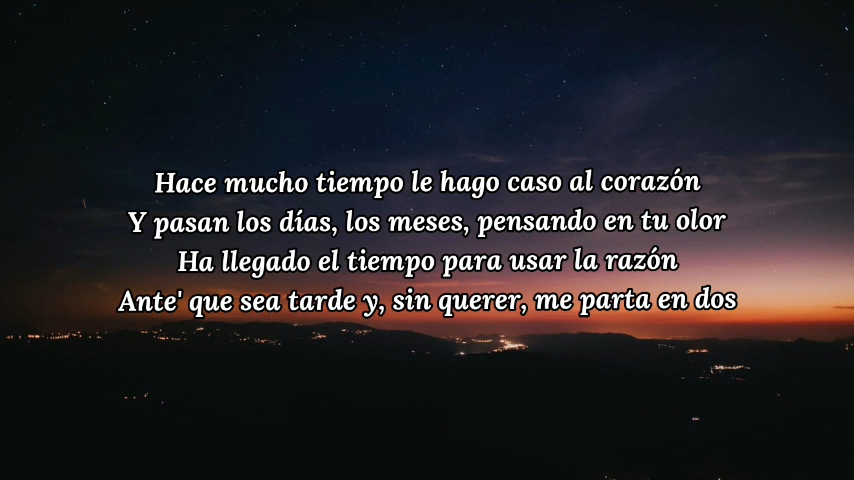 Hace mucho tiempo le hago caso al corazón
Y pasan los días, los meses, pensando en tu olor
Ha llegado el tiempo para usar la razón
Ante' que sea tarde y, sin querer, me parta en dos